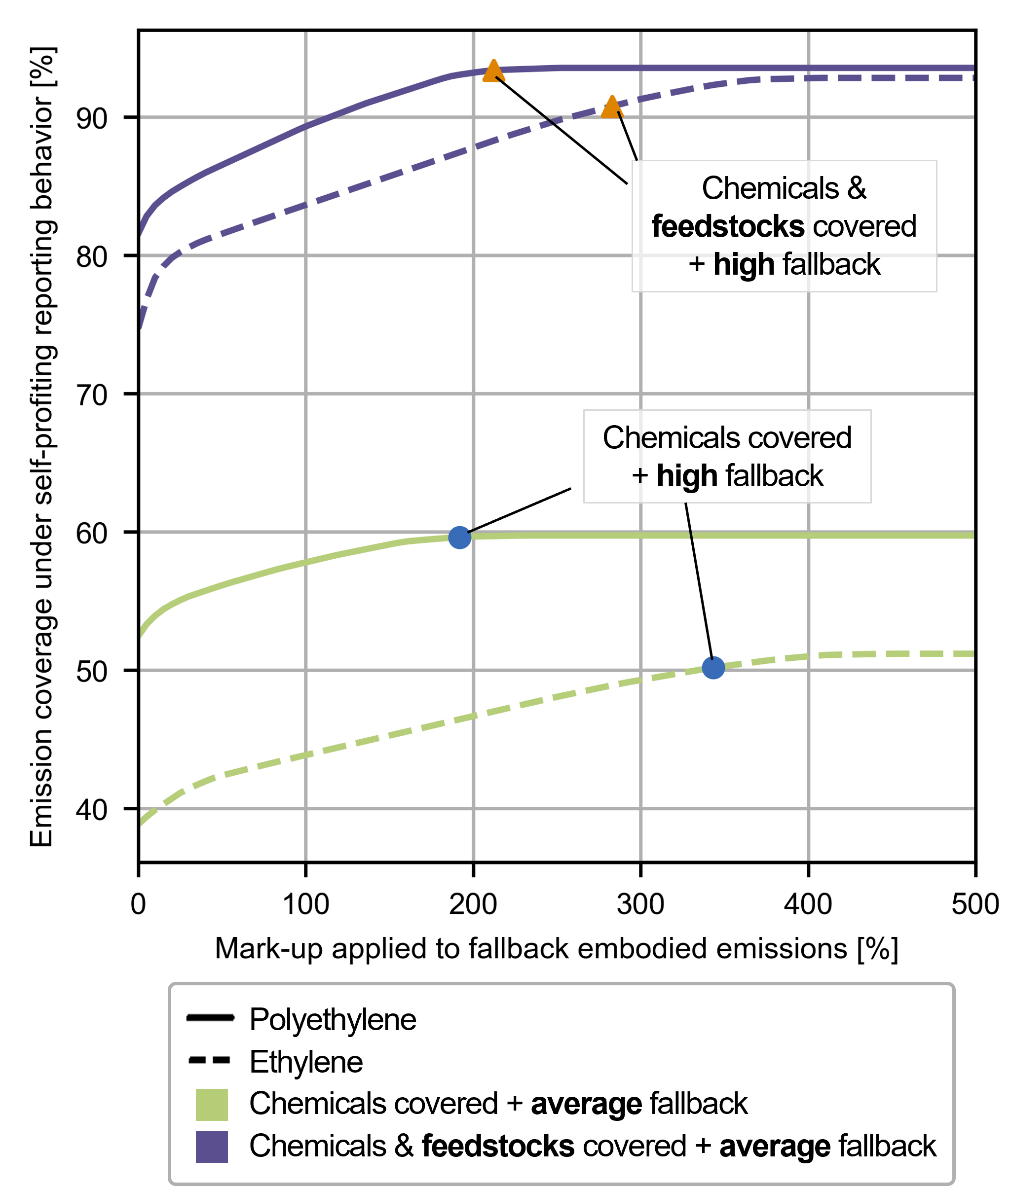 Emission coverage under self-profiting reporting behavior [%]
90
80
70
60
50
40
Chemicals &
feedstocks covered
+ high fallback
Chemicals covered
+ high fallback
0 100 200 300 400 500
Mark-up applied to fallback embodied emissions [%]
Polyethylene
Ethylene
Chemicals covered + average fallback
Chemicals & feedstocks covered + average fallback